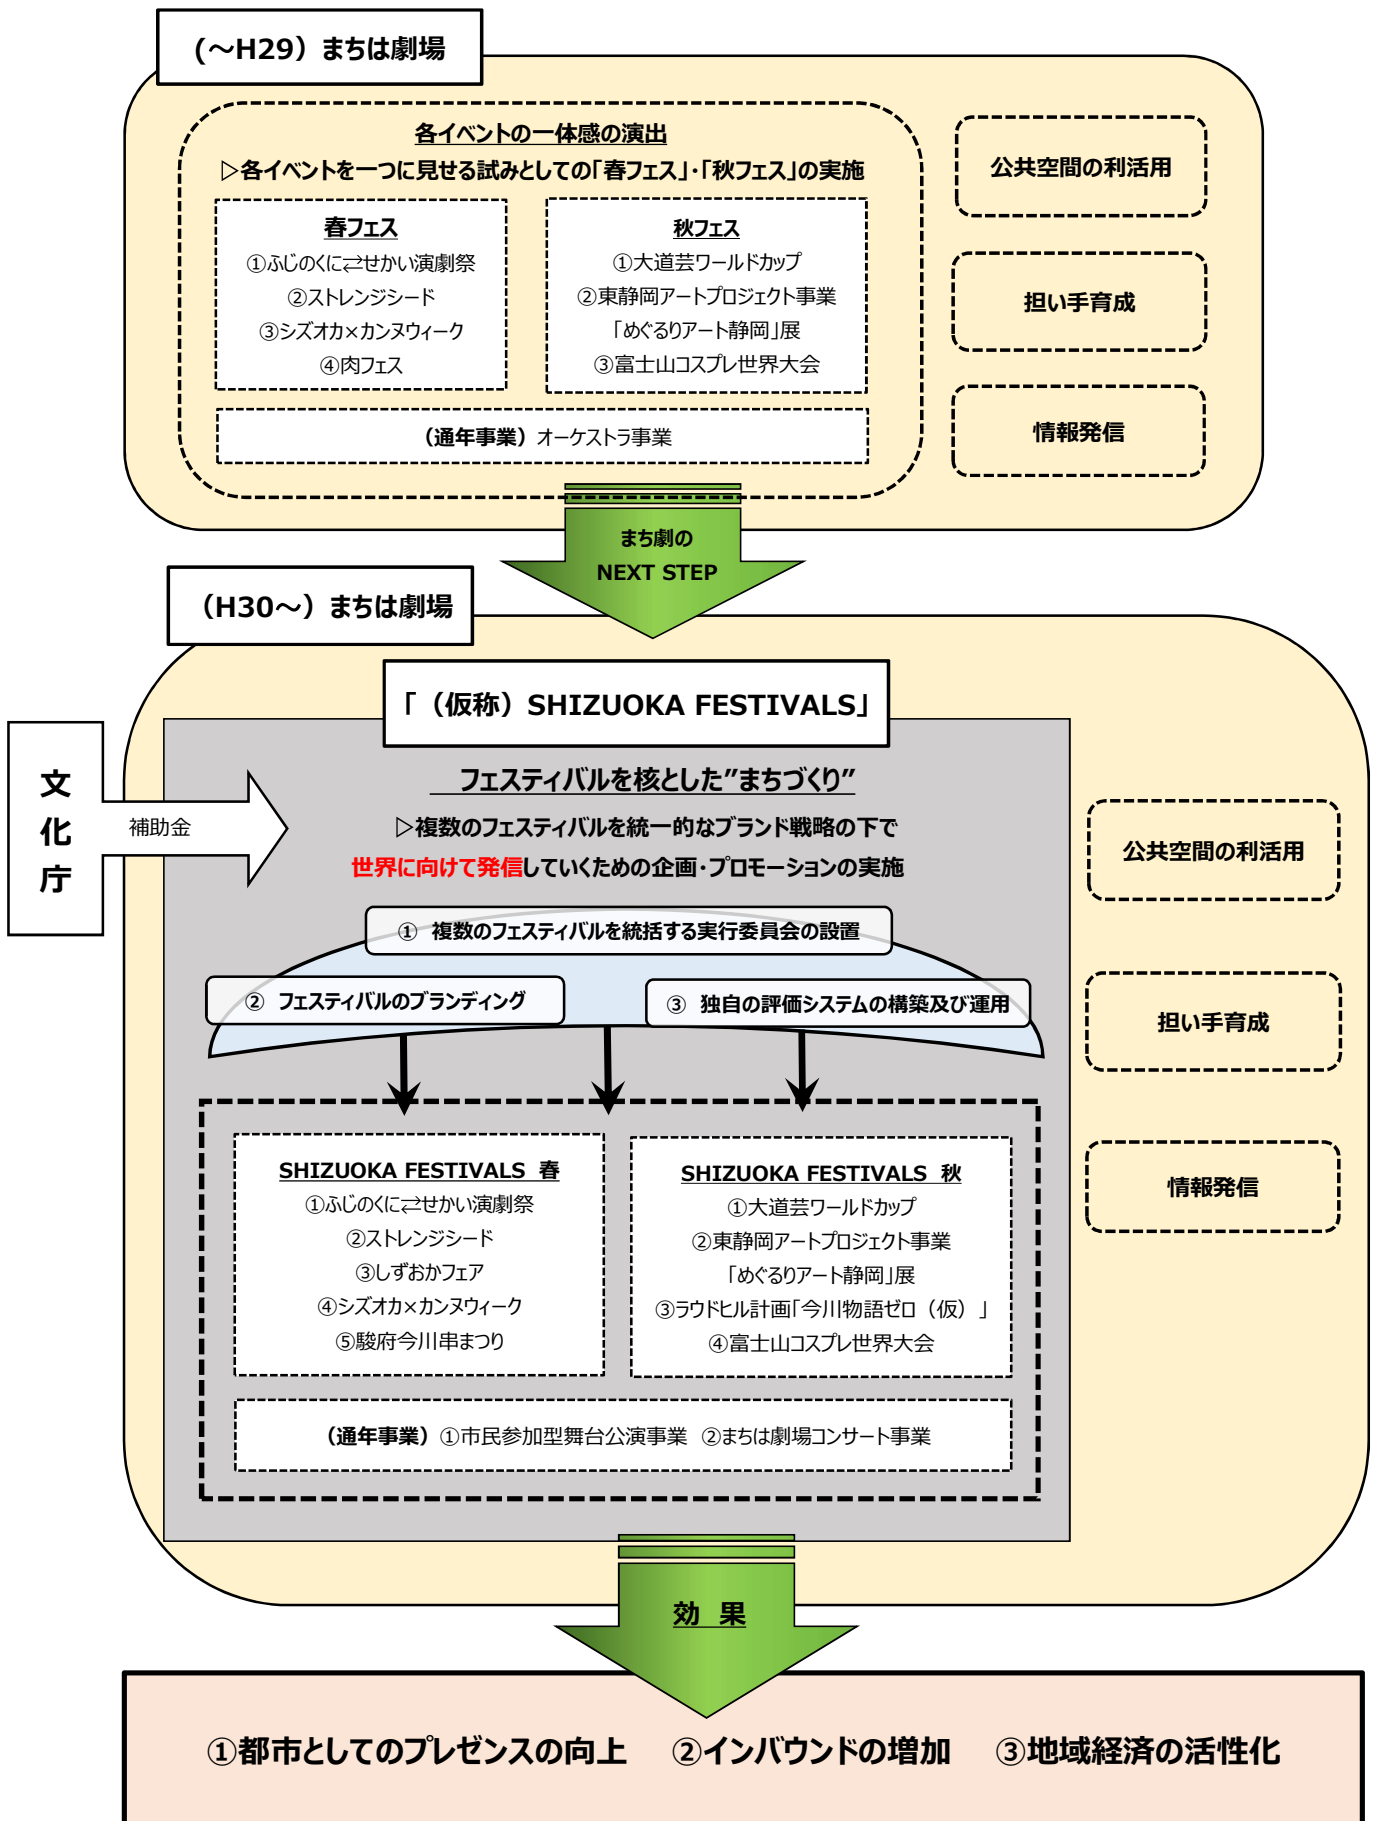 (～H29）まちは劇場
各イベントの一体感の演出
▷各イベントを一つに見せる試みとしての「春フェス」・「秋フェス」の実施
春フェス
①ふじのくに⇄せかい演劇祭
②ストレンジシード
③シズオカ×カンヌウィーク
④肉フェス
秋フェス
①大道芸ワールドカップ
②東静岡アートプロジェクト事業
「めぐるりアート静岡」展
③富士山コスプレ世界大会
（通年事業）オーケストラ事業
公共空間の利活用
担い手育成
情報発信
まち劇の
NEXT STEP
（H30～）まちは劇場
「（仮称）SHIZUOKA FESTIVALS」
文
化
庁
補助金
フェスティバルを核とした”まちづくり”
▷複数のフェスティバルを統一的なブランド戦略の下で
世界に向けて発信していくための企画・プロモーションの実施
① 複数のフェスティバルを統括する実行委員会の設置
② フェスティバルのブランディング
③ 独自の評価システムの構築及び運用
SHIZUOKA FESTIVALS 春
①ふじのくに⇄せかい演劇祭
②ストレンジシード
③しずおかフェア
④シズオカ×カンヌウィーク
⑤駿府今川串まつり
SHIZUOKA FESTIVALS 秋
①大道芸ワールドカップ
②東静岡アートプロジェクト事業
「めぐるりアート静岡」展
③ラウドヒル計画「今川物語ゼロ（仮）」
④富士山コスプレ世界大会
（通年事業）①市民参加型舞台公演事業 ②まちは劇場コンサート事業
公共空間の利活用
担い手育成
情報発信
効 果
①都市としてのプレゼンスの向上 ②インバウンドの増加 ③地域経済の活性化